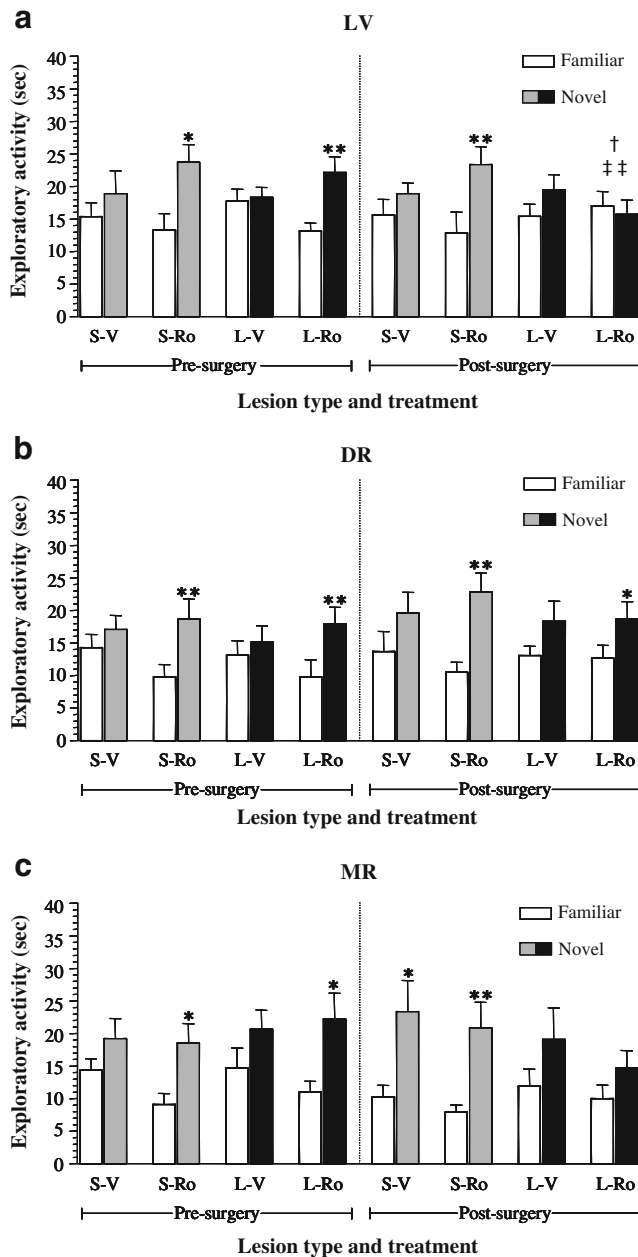 a
LV
Exploratory activity (sec)
40
35
30
25
20
15
10
5
0
Familiar
Novel
*
**
**
†
‡ ‡
S-V S-Ro L-V L-Ro S-V S-Ro L-V L-Ro
Pre-surgery Post-surgery
Lesion type and treatment
b
DR
Exploratory activity (sec)
40
35
30
25
20
15
10
5
0
Familiar
Novel
**
**
**
*
S-V S-Ro L-V L-Ro S-V S-Ro L-V L-Ro
Pre-surgery Post-surgery
Lesion type and treatment
c
MR
Exploratory activity (sec)
40
35
30
25
20
15
10
5
0
Familiar
Novel
*
*
*
**
S-V S-Ro L-V L-Ro S-V S-Ro L-V L-Ro
Pre-surgery Post-surgery
Lesion type and treatment